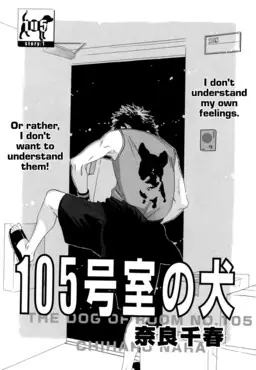 105
story:1
I don't
understand
my own
feelings.
Or rather,
I don't
want to
understand
them!
105号室の犬
THE DOG OF ROOM NO.105
奈良千春
CHIHARU NARA